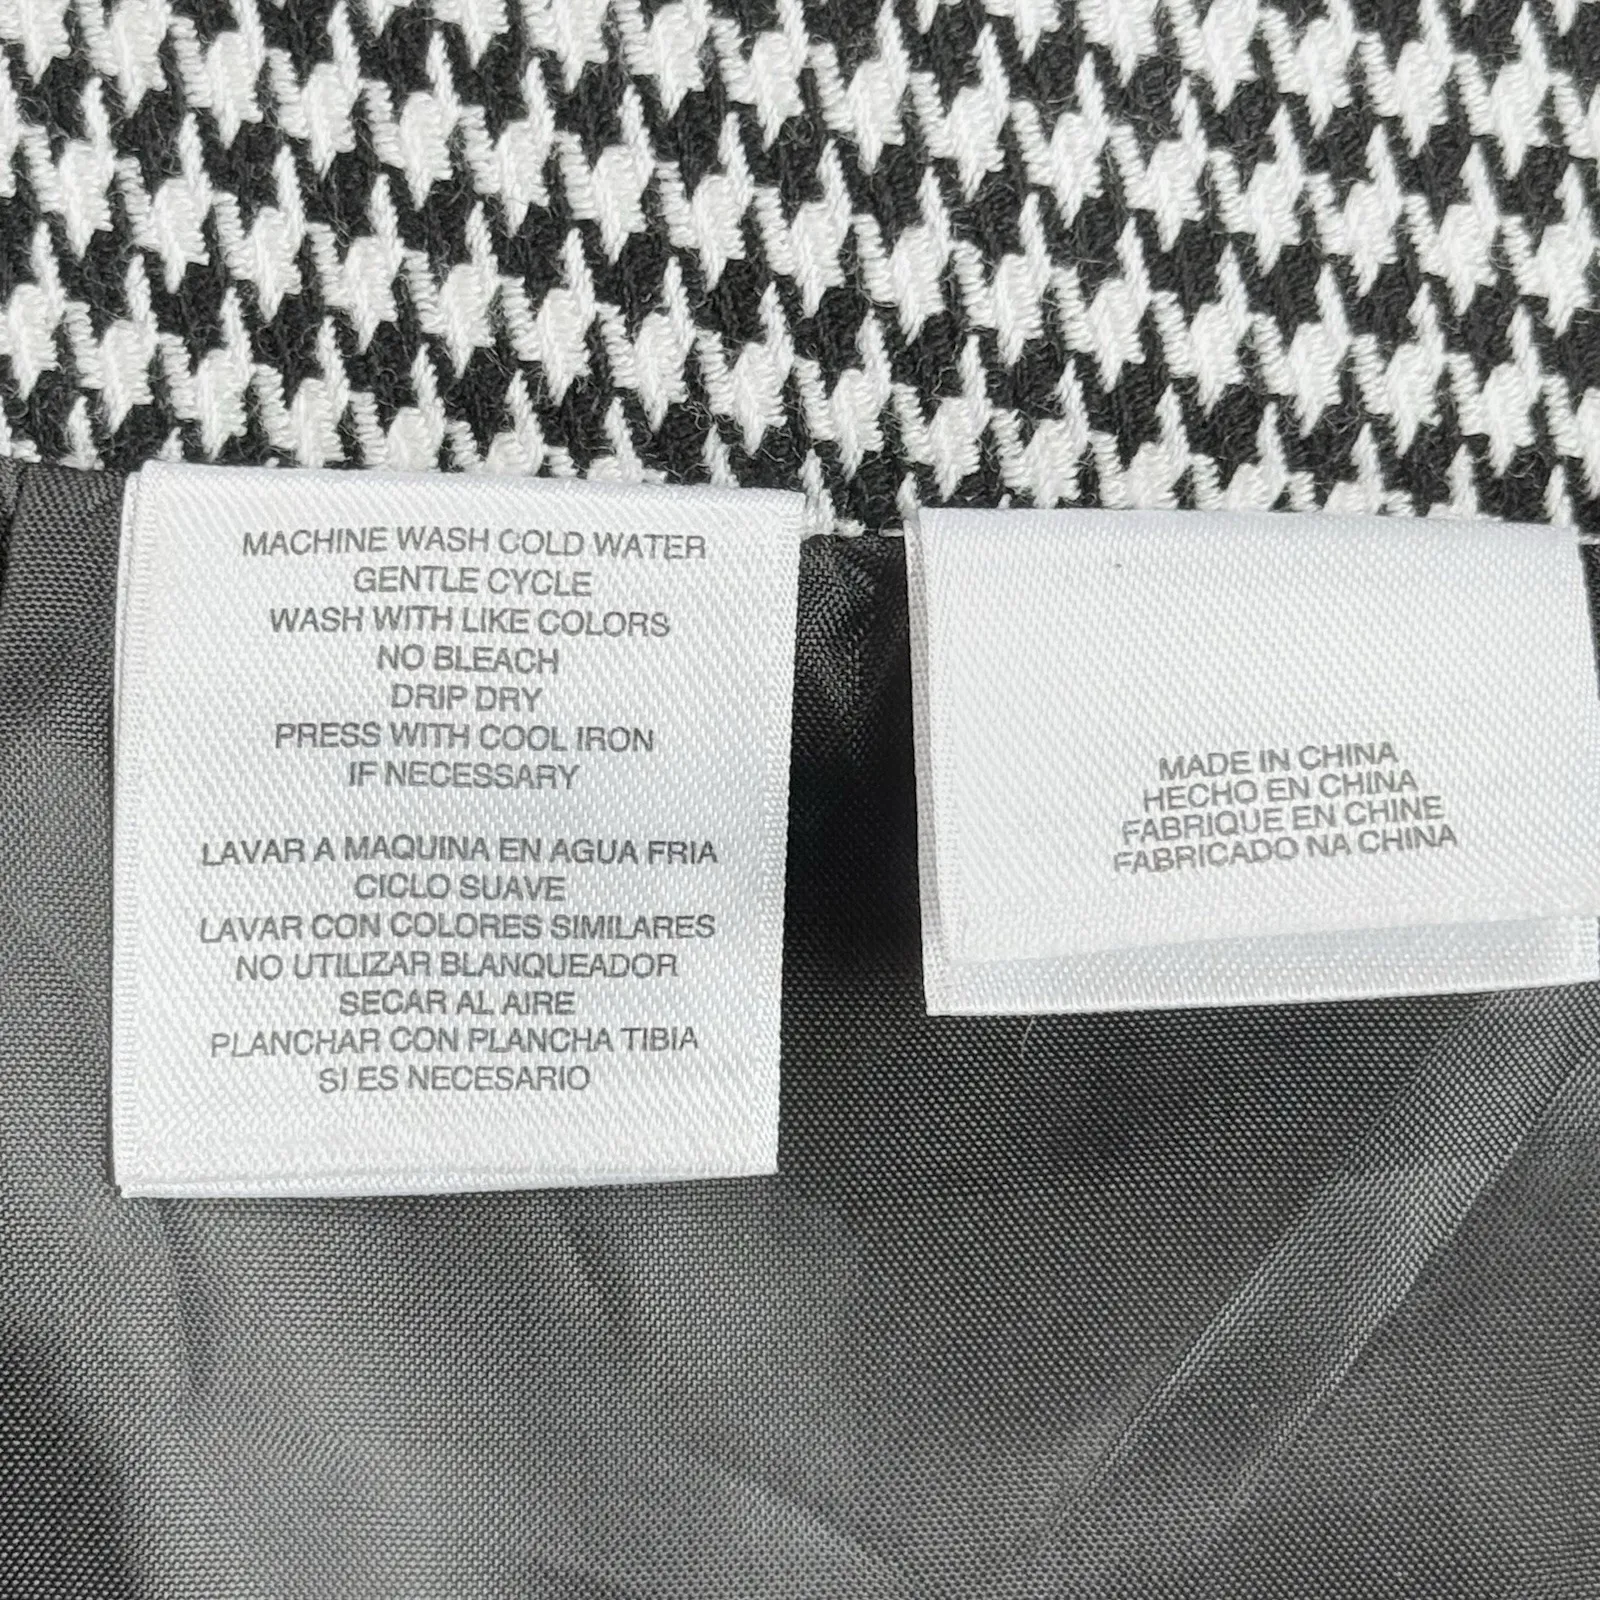 MACHINE WASH COLD WATER
GENTLE CYCLE
WASH WITH LIKE COLORS
NO BLEACH
DRIP DRY
PRESS WITH COOL IRON
IF NECESSARY
LAVAR A MAQUINA EN AGUA FRIA
CICLO SUAVE
LAVAR CON COLORES SIMILARES
NO UTILIZAR BLANQUEADOR
SECAR AL AIRE
PLANCHAR CON PLANCHA TIBIA
SI ES NECESARIO
MADE IN CHINA
HECHO EN CHINA
FABRIQUE EN CHINE
FABRICADO NA CHINA